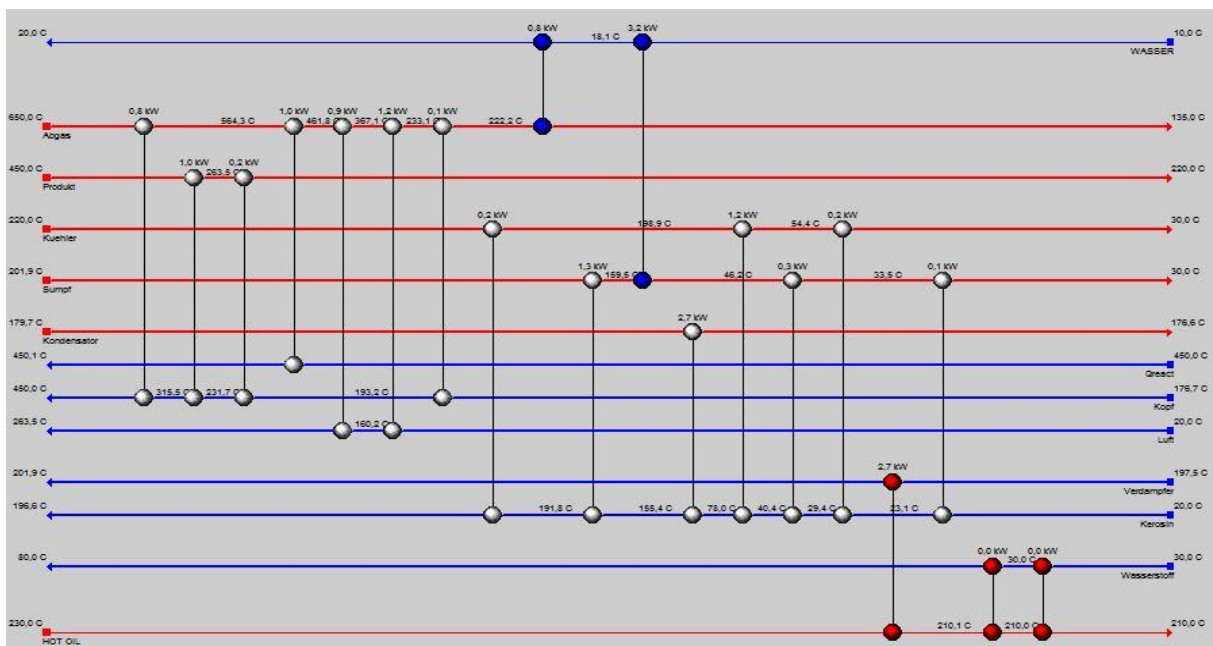 0,8 kW 3,2 kW
20,0 C 18,1 C 10,0 C
WASSER
0,8 kW 1,0 kW 0,9 kW 1,2 kW 0,1 kW
650,0 C 564,3 C 461,8 C 367,1 C 233,1 C 222,2 C 135,0 C
Abgas
1,0 kW 0,2 kW
450,0 C 263,5 C 220,0 C
Produkt
0,2 kW 1,2 kW 0,2 kW
220,0 C 198,9 C 54,4 C 30,0 C
Kuehler
1,3 kW 0,3 kW 0,1 kW
201,9 C 159,5 C 46,2 C 33,5 C 30,0 C
Sumpf
2,7 kW
179,7 C 176,6 C
Kondensator
450,1 C 450,0 C
Qreact
450,0 C 315,5 C 231,7 C 193,2 C 176,7 C
Kopf
263,5 C 160,2 C 20,0 C
Luft
2,7 kW
201,9 C 197,5 C
Verdampfer
196,6 C 191,8 C 155,4 C 78,0 C 40,4 C 29,4 C 23,1 C 20,0 C
Kerosin
0,0 kW 0,0 kW
80,0 C 30,0 C 30,0 C
Wasserstoff
230,0 C 210,1 C 210,0 C 210,0 C
HOT OIL